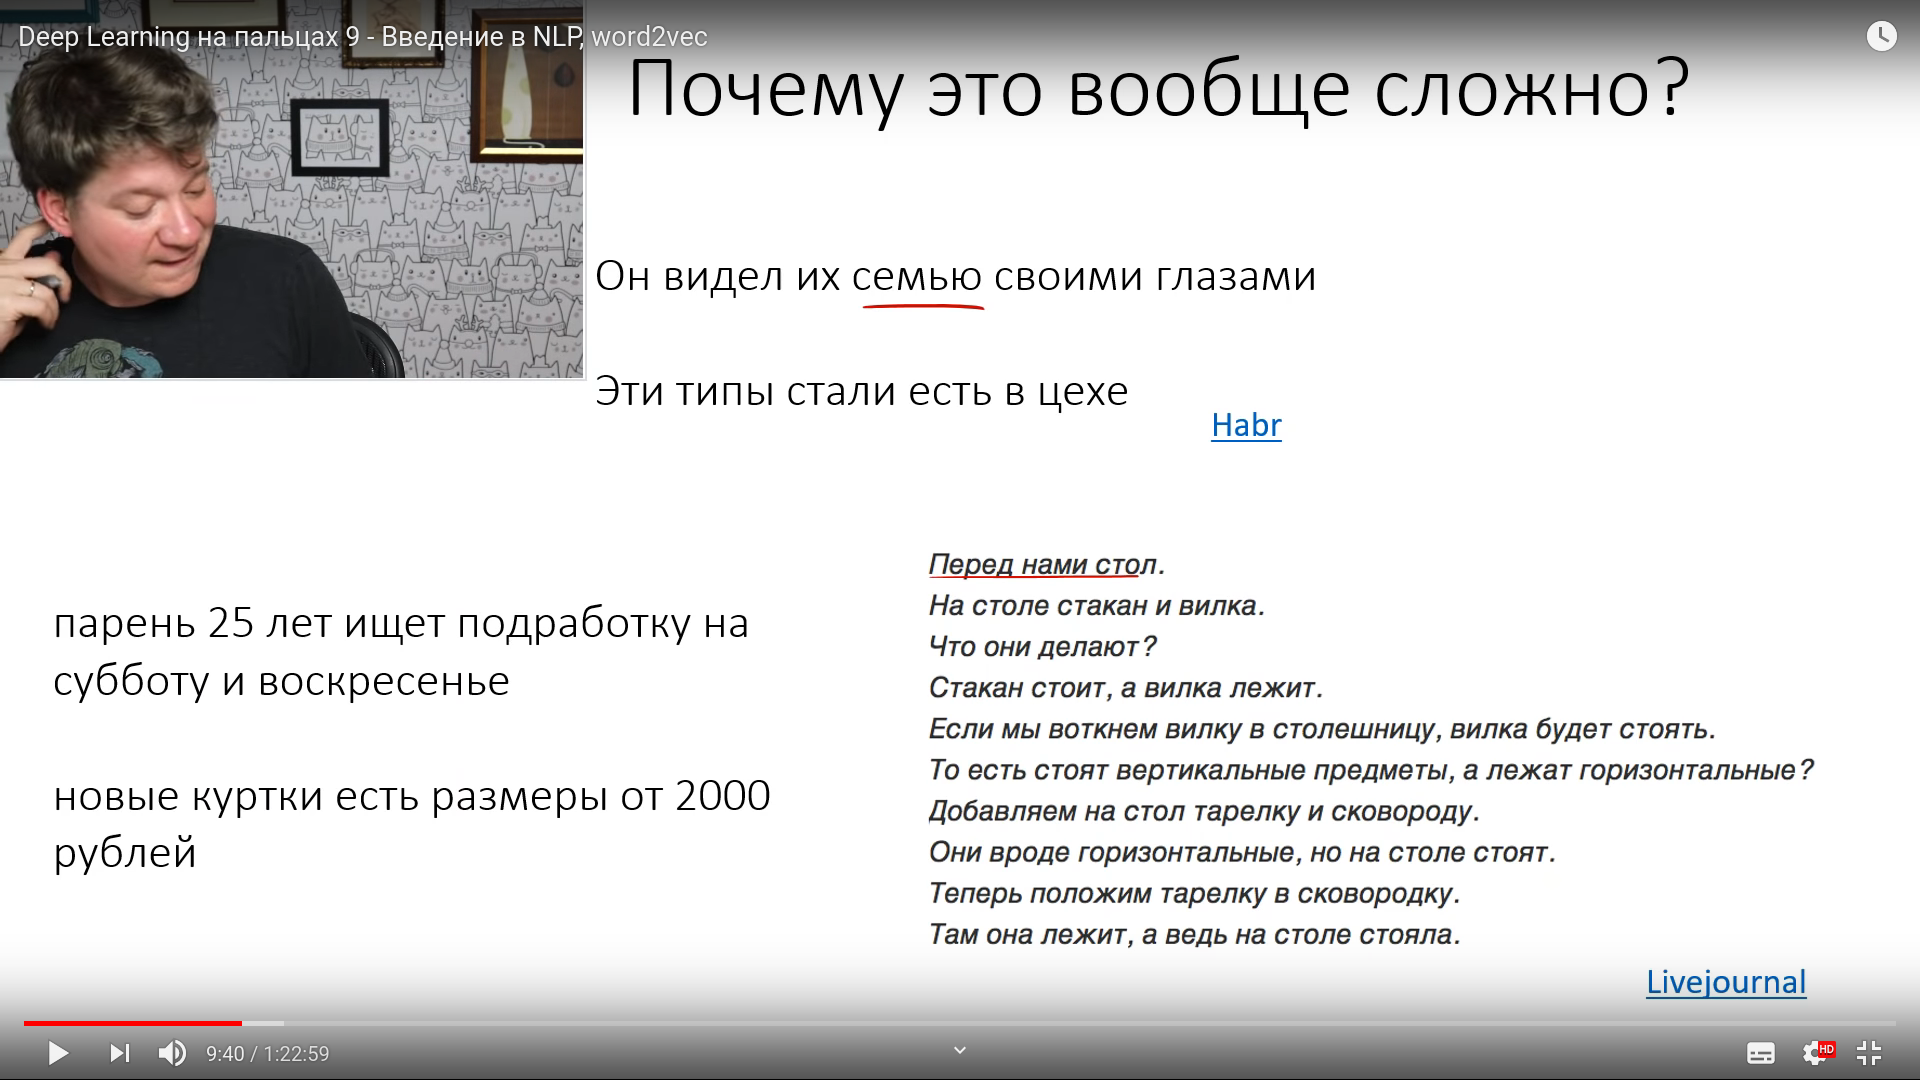 Deep Learning на пальцах 9 - Введение в NLP, word2vec
Почему это вообще сложно?
Он видел их семью своими глазами
Эти типы стали есть в цехе
Habr
парень 25 лет ищет подработку на
субботу и воскресенье
новые куртки есть размеры от 2000
рублей
Перед нами стол.
На столе стакан и вилка.
Что они делают?
Стакан стоит, а вилка лежит.
Если мы воткнем вилку в столешницу, вилка будет стоять.
То есть стоят вертикальные предметы, а лежат горизонтальные?
Добавляем на стол тарелку и сковороду.
Они вроде горизонтальные, но на столе стоят.
Теперь положим тарелку в сковородку.
Там она лежит, а ведь на столе стояла.
Livejournal
9:40 / 1:22:59
HD